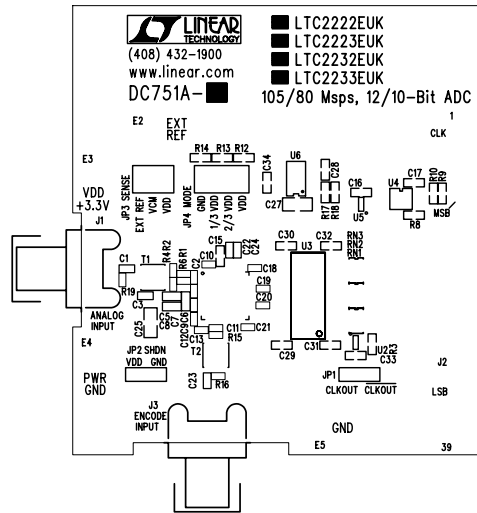 LINEAR
TECHNOLOGY
(408) 432-1900
www.linear.com
DC751A-
LTC2222EUK
LTC2223EUK
LTC2232EUK
LTC2233EUK
105/80 Msps, 12/10-Bit ADC
E2
EXT
REF
1
CLK
E3
R14
R13
R12
C34
U6
C28
C27
R17
R18
C16
U5
U4
C17
R8
R10
R9
MSB
VDD
+3.3V
JP3 SENSE
EXT REF
VCM
VDD
JP4 MODE
GND
1/3 VDD
2/3 VDD
VDD
J1
C1
R19
T1
R4
R2
R6
R1
C2
C10
C15
C22
C24
C18
C19
C20
C21
C30
U3
C32
RN3
RN2
RN1
C3
C25
C5
C8
C7
C12
C9
C6
C13
C11
R15
T2
ANALOG
INPUT
E4
C29
C31
U2
R3
C33
JP2 SHDN
VDD GND
C23
R16
JP1
CLKOUT
CLKOUT
J2
LSB
PWR
GND
J3
ENCODE
INPUT
GND
E5
39